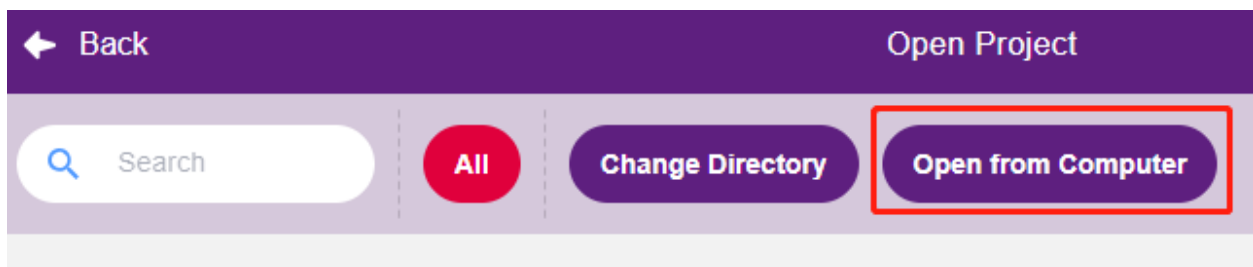 Back
Open Project
Search
All
Change Directory
Open from Computer